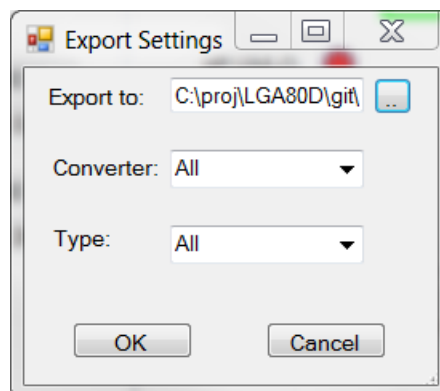 Export Settings
Export to: C:\proj\LGA80D\git\ ..
Converter: All
Type: All
OK Cancel